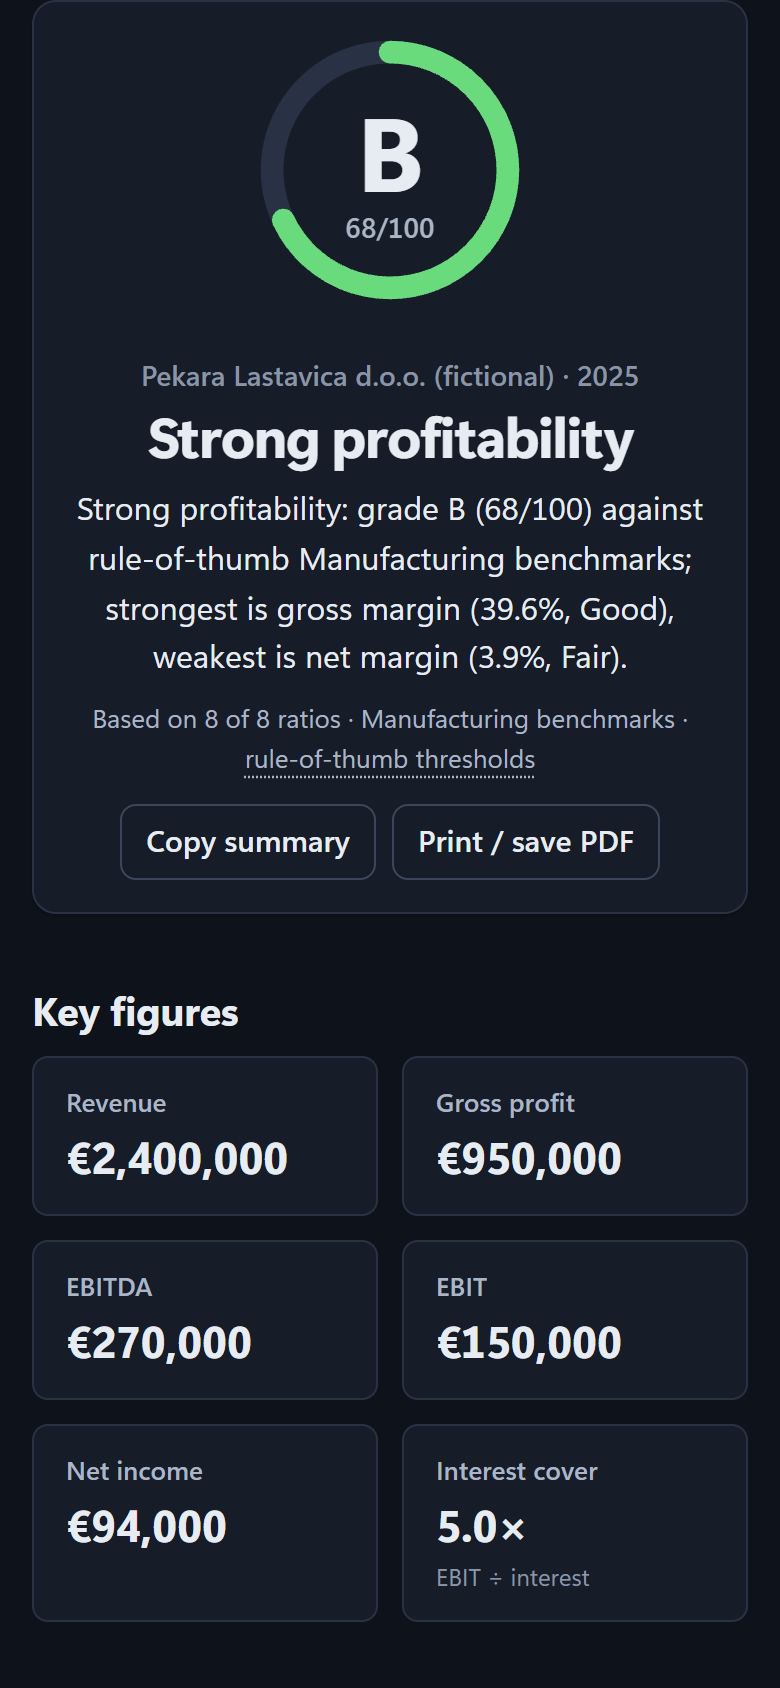 B
68/100
Pekara Lastavica d.o.o. (fictional) · 2025
Strong profitability
Strong profitability: grade B (68/100) against
rule-of-thumb Manufacturing benchmarks;
strongest is gross margin (39.6%, Good),
weakest is net margin (3.9%, Fair).
Based on 8 of 8 ratios · Manufacturing benchmarks ·
rule-of-thumb thresholds
Copy summary
Print / save PDF
Key figures
Revenue
€2,400,000
Gross profit
€950,000
EBITDA
€270,000
EBIT
€150,000
Net income
€94,000
Interest cover
5.0×
EBIT ÷ interest